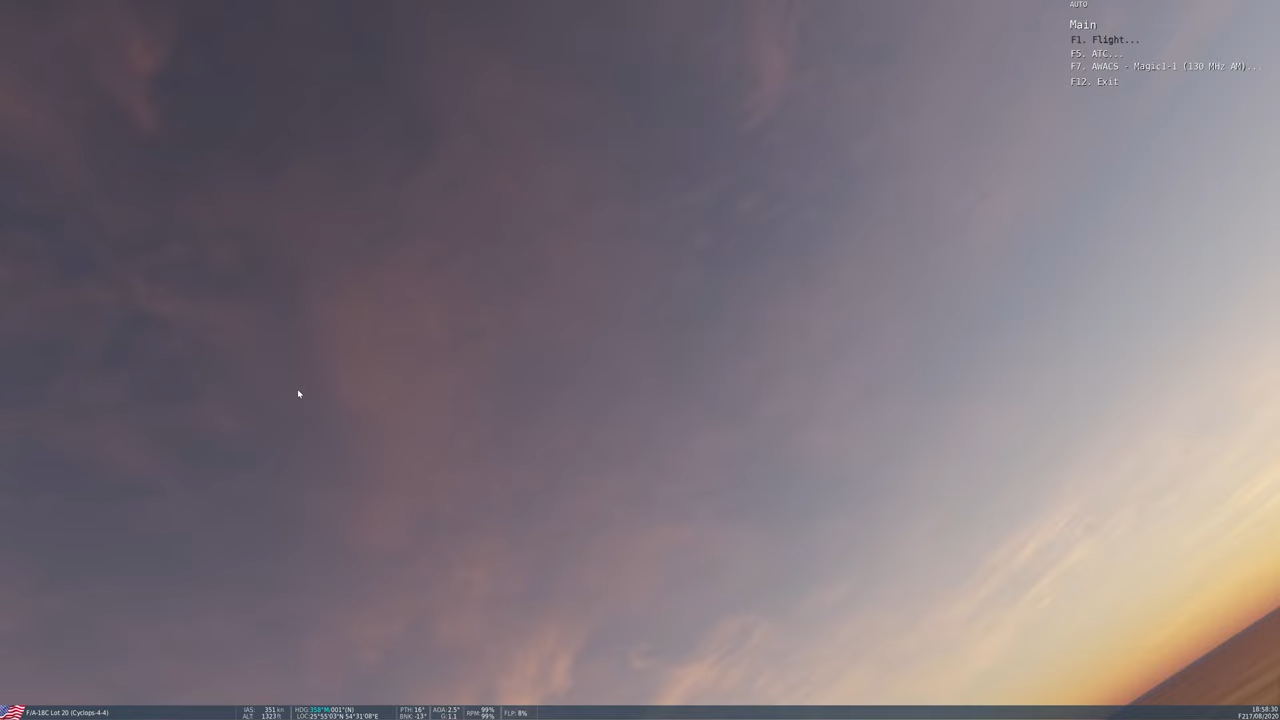 AUTO
Main
F1. Flight...
F5. ATC...
F7. AWACS - Magic1-1 (130 MHz AM)...
F12. Exit
F/A-18C Lot 20 (Cyclops-4-4)
IAS: 351 kn
ALT: 1323 ft
HDG:358°M/001°(N)
LOC:25°55'03"N 54°31'08"E
PTH: 16°
BNK: -13°
AOA: 2.5°
G: 1.1
RPM: 99%
99%
FLP: 8%
18:58:30